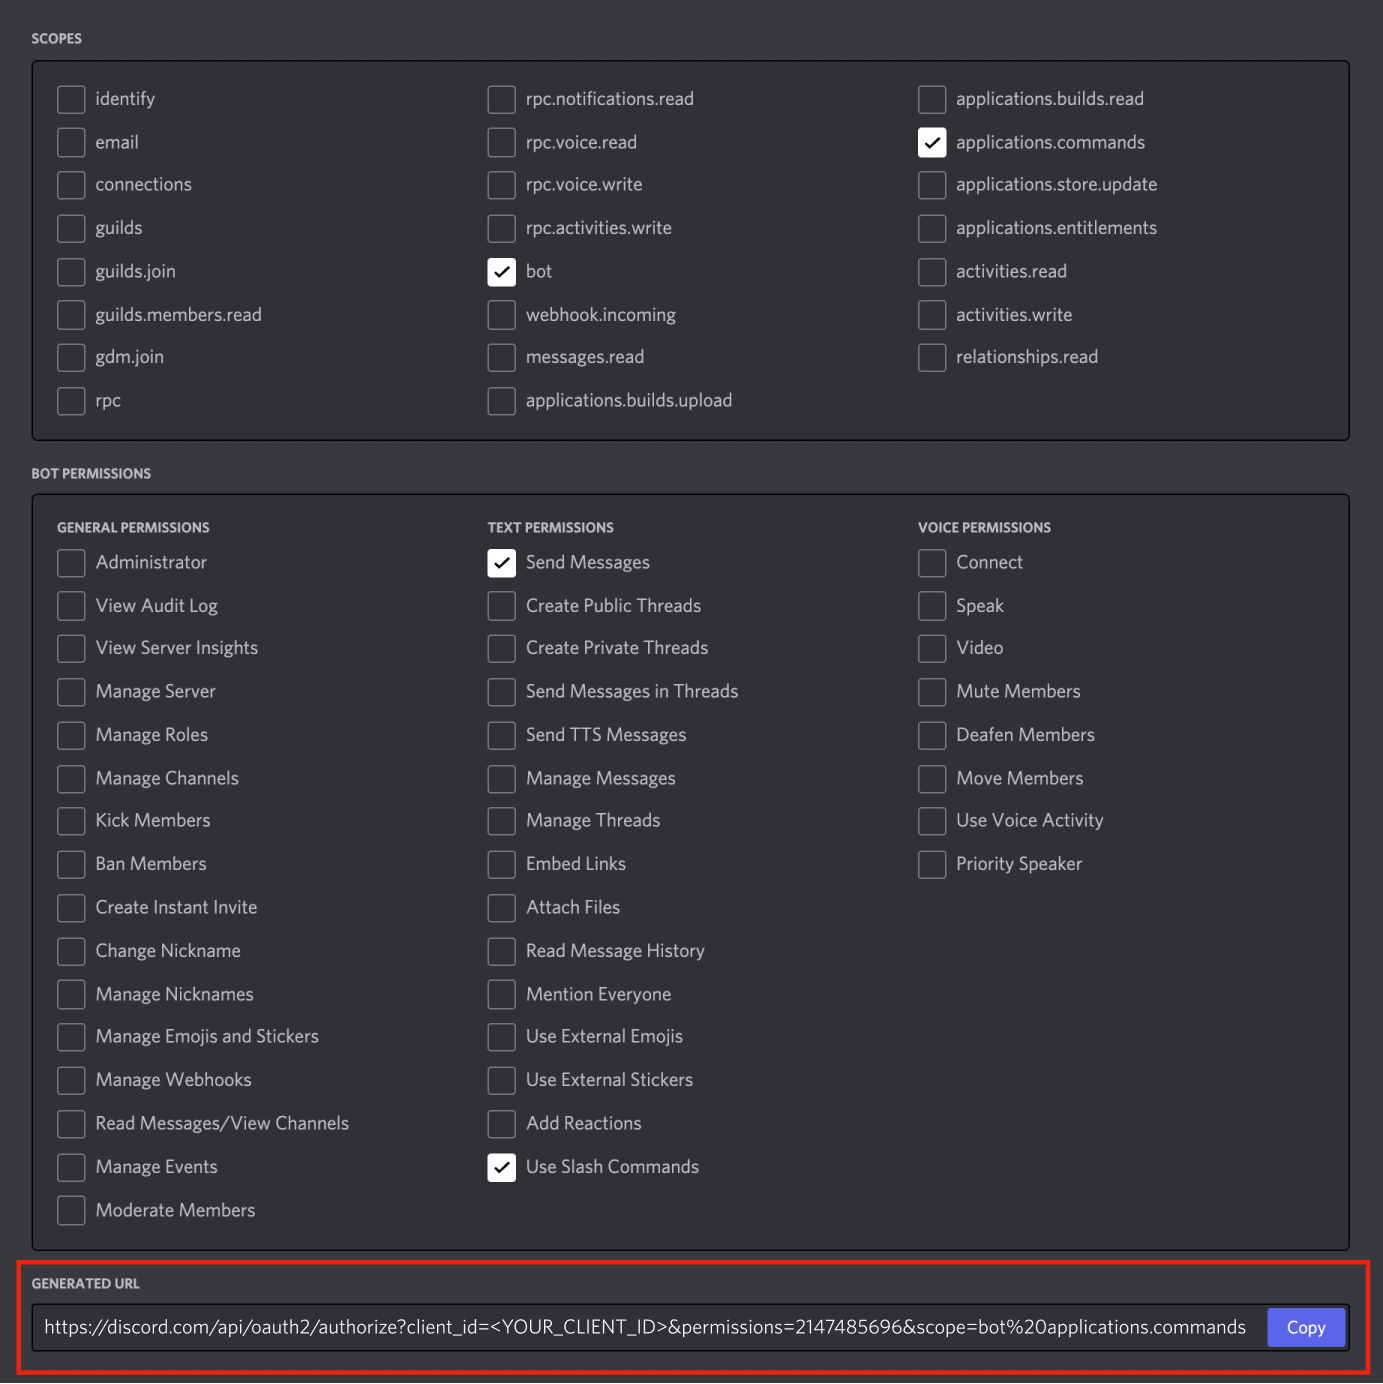 SCOPES
identify
email
connections
guilds
guilds.join
guilds.members.read
gdm.join
rpc
rpc.notifications.read
rpc.voice.read
rpc.voice.write
rpc.activities.write
bot
webhook.incoming
messages.read
applications.builds.upload
applications.builds.read
applications.commands
applications.store.update
applications.entitlements
activities.read
activities.write
relationships.read
BOT PERMISSIONS
GENERAL PERMISSIONS
Administrator
View Audit Log
View Server Insights
Manage Server
Manage Roles
Manage Channels
Kick Members
Ban Members
Create Instant Invite
Change Nickname
Manage Nicknames
Manage Emojis and Stickers
Manage Webhooks
Read Messages/View Channels
Manage Events
Moderate Members
TEXT PERMISSIONS
Send Messages
Create Public Threads
Create Private Threads
Send Messages in Threads
Send TTS Messages
Manage Messages
Manage Threads
Embed Links
Attach Files
Read Message History
Mention Everyone
Use External Emojis
Use External Stickers
Add Reactions
Use Slash Commands
VOICE PERMISSIONS
Connect
Speak
Video
Mute Members
Deafen Members
Move Members
Use Voice Activity
Priority Speaker
GENERATED URL
https://discord.com/api/oauth2/authorize?client_id=<YOUR_CLIENT_ID>&permissions=2147485696&scope=bot%20applications.commands
Copy